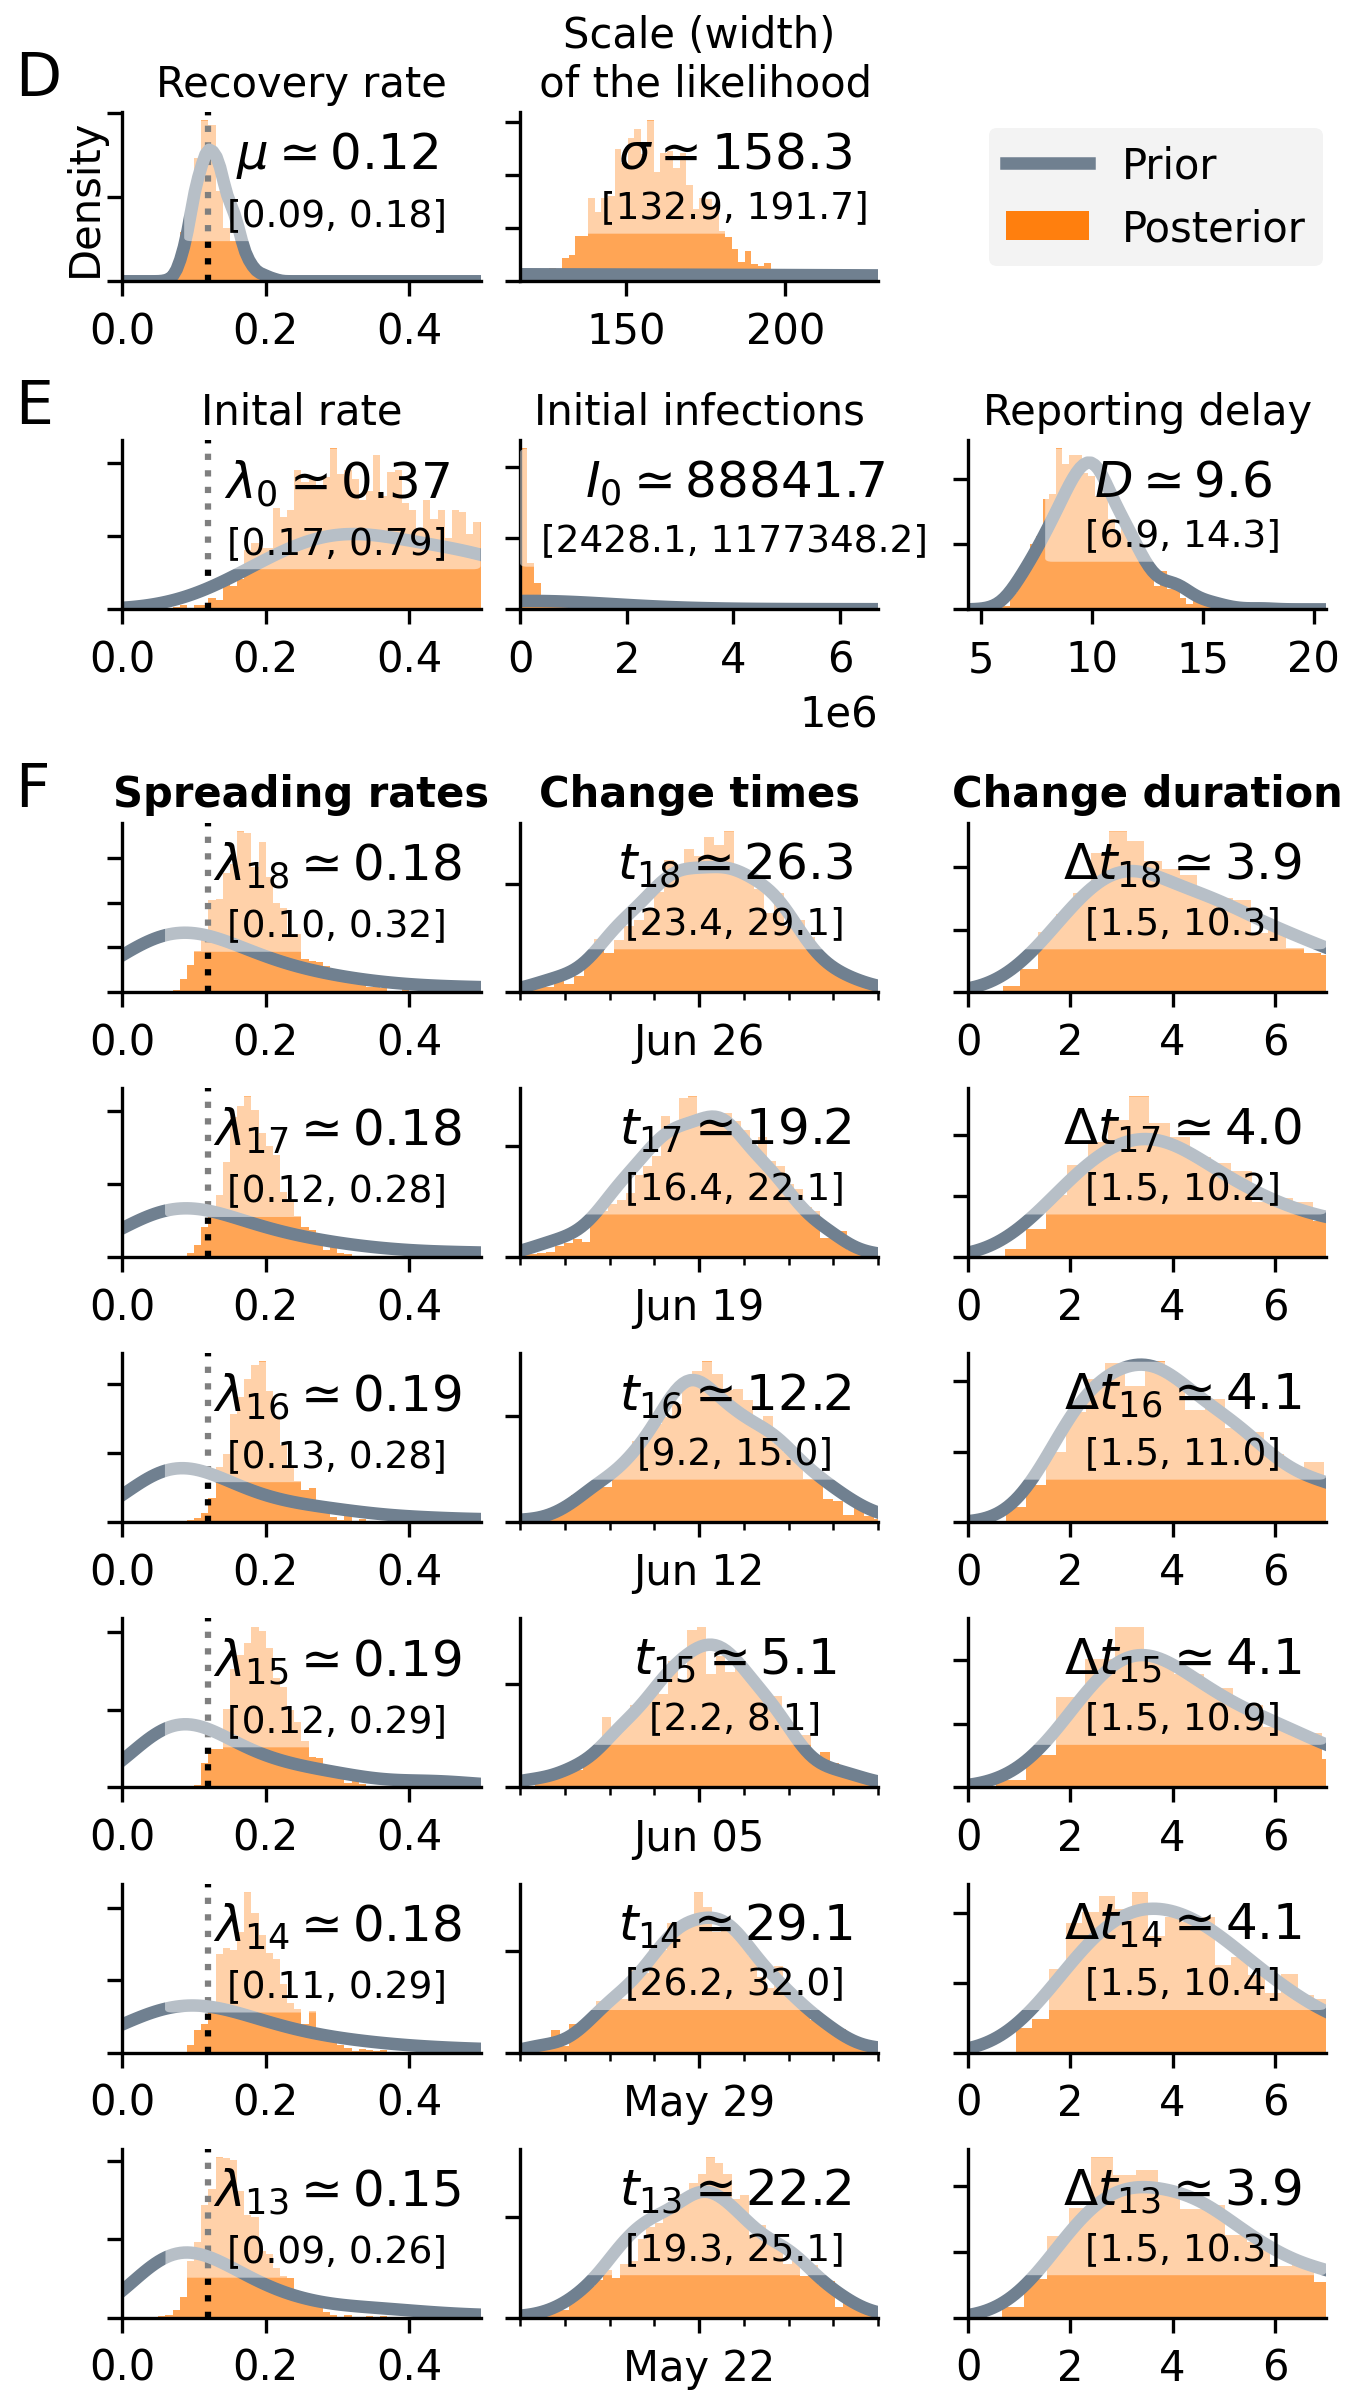 D
Recovery rate
Scale (width)
of the likelihood
Density
μ ≃ 0.12
[0.09, 0.18]
σ ≃ 158.3
[132.9, 191.7]
Prior
Posterior
0.0 0.2 0.4
150 200
E
Inital rate
Initial infections
Reporting delay
λ0 ≃ 0.37
[0.17, 0.79]
I0 ≃ 88841.7
[2428.1, 1177348.2]
D ≃ 9.6
[6.9, 14.3]
0.0 0.2 0.4
0 2 4 6
1e6
5 10 15 20
F
Spreading rates
Change times
Change duration
λ18 ≃ 0.18
[0.10, 0.32]
t18 ≃ 26.3
[23.4, 29.1]
Δt18 ≃ 3.9
[1.5, 10.3]
0.0 0.2 0.4
Jun 26
0 2 4 6
λ17 ≃ 0.18
[0.12, 0.28]
t17 ≃ 19.2
[16.4, 22.1]
Δt17 ≃ 4.0
[1.5, 10.2]
0.0 0.2 0.4
Jun 19
0 2 4 6
λ16 ≃ 0.19
[0.13, 0.28]
t16 ≃ 12.2
[9.2, 15.0]
Δt16 ≃ 4.1
[1.5, 11.0]
0.0 0.2 0.4
Jun 12
0 2 4 6
λ15 ≃ 0.19
[0.12, 0.29]
t15 ≃ 5.1
[2.2, 8.1]
Δt15 ≃ 4.1
[1.5, 10.9]
0.0 0.2 0.4
Jun 05
0 2 4 6
λ14 ≃ 0.18
[0.11, 0.29]
t14 ≃ 29.1
[26.2, 32.0]
Δt14 ≃ 4.1
[1.5, 10.4]
0.0 0.2 0.4
May 29
0 2 4 6
λ13 ≃ 0.15
[0.09, 0.26]
t13 ≃ 22.2
[19.3, 25.1]
Δt13 ≃ 3.9
[1.5, 10.3]
0.0 0.2 0.4
May 22
0 2 4 6